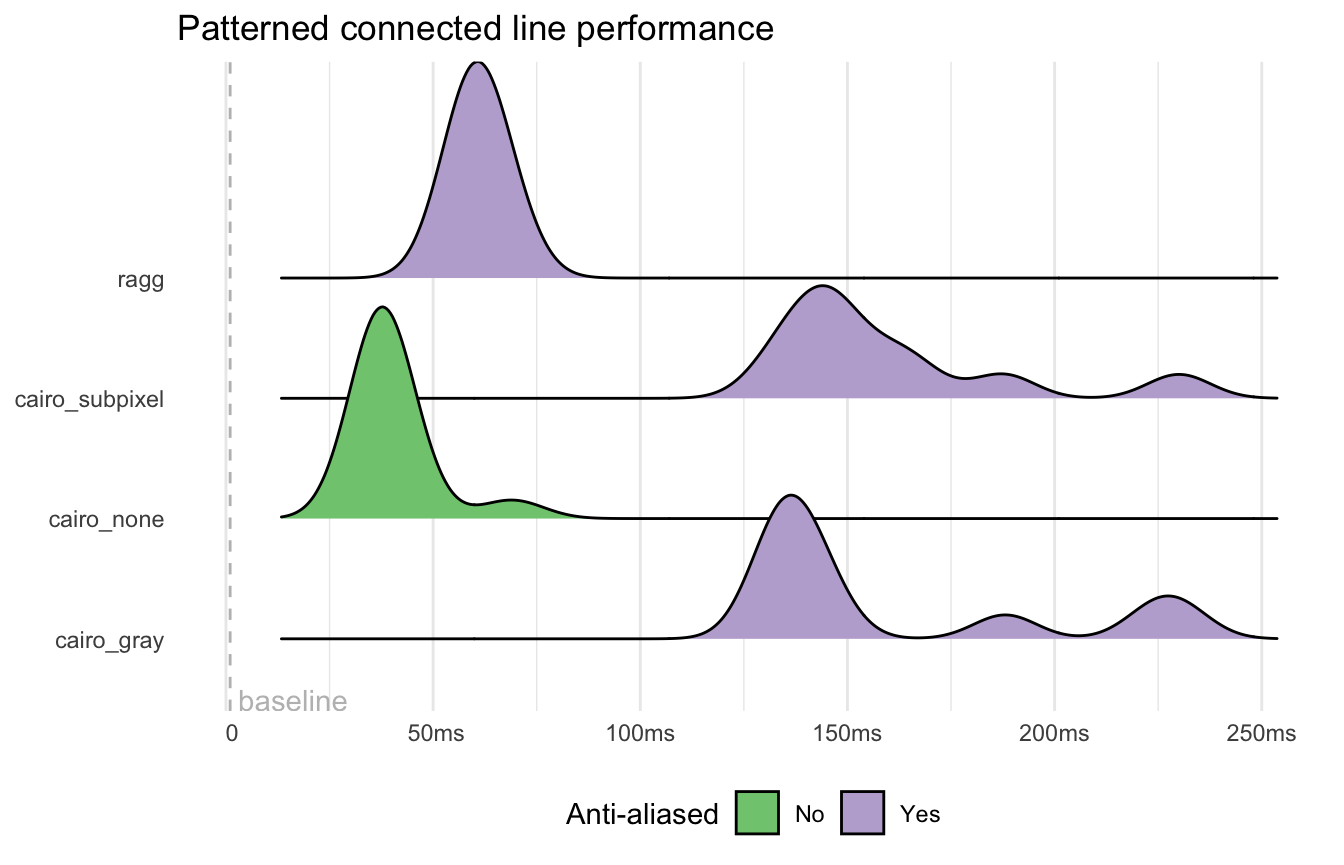 Patterned connected line performance
ragg
cairo_subpixel
cairo_none
cairo_gray
baseline
0 50ms 100ms 150ms 200ms 250ms
Anti-aliased No Yes